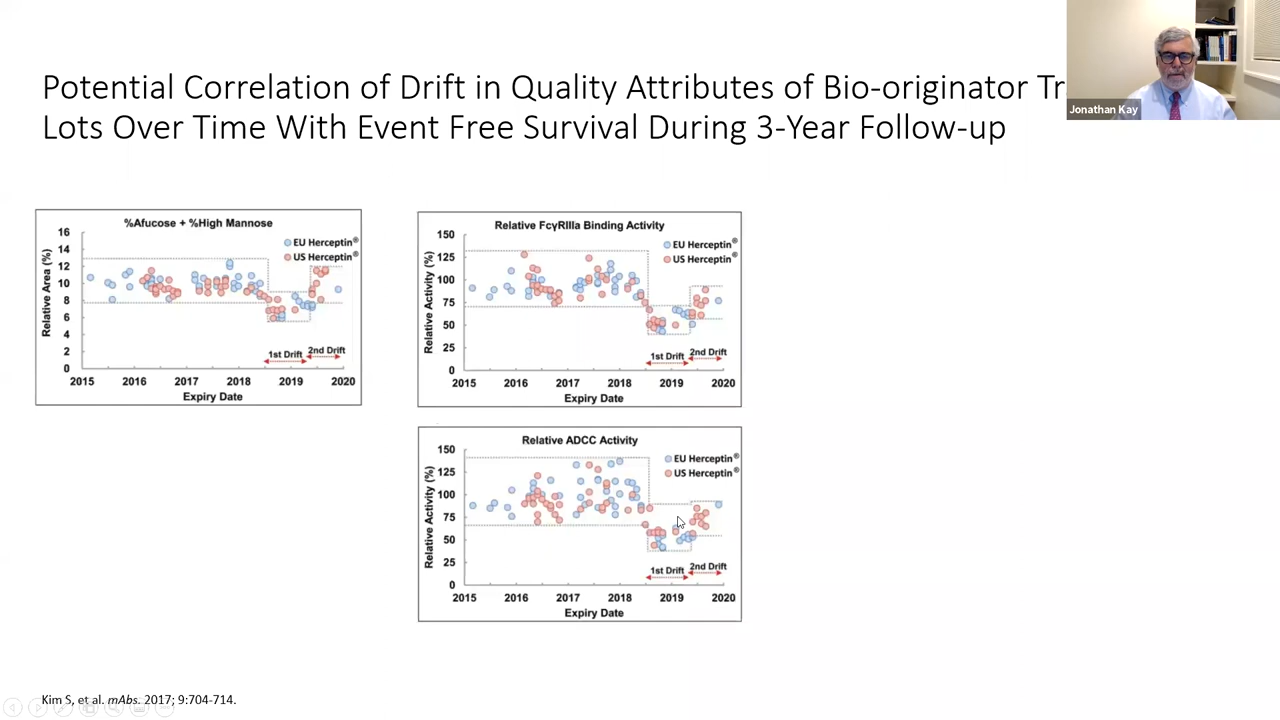 Potential Correlation of Drift in Quality Attributes of Bio-originator
Lots Over Time With Event Free Survival During 3-Year Follow-up
Jonathan Kay
%Afucose + %High Mannose
16
14
12
10
8
6
4
2
0
Relative Area (%)
EU Herceptin®
US Herceptin®
1st Drift
2nd Drift
2015 2016 2017 2018 2019 2020
Expiry Date
Relative FcγRIIIa Binding Activity
150
125
100
75
50
25
0
Relative Activity (%)
EU Herceptin®
US Herceptin®
1st Drift
2nd Drift
2015 2016 2017 2018 2019 2020
Expiry Date
Relative ADCC Activity
150
125
100
75
50
25
0
Relative Activity (%)
EU Herceptin®
US Herceptin®
1st Drift
2nd Drift
2015 2016 2017 2018 2019 2020
Expiry Date
Kim S, et al. mAbs. 2017; 9:704-714.